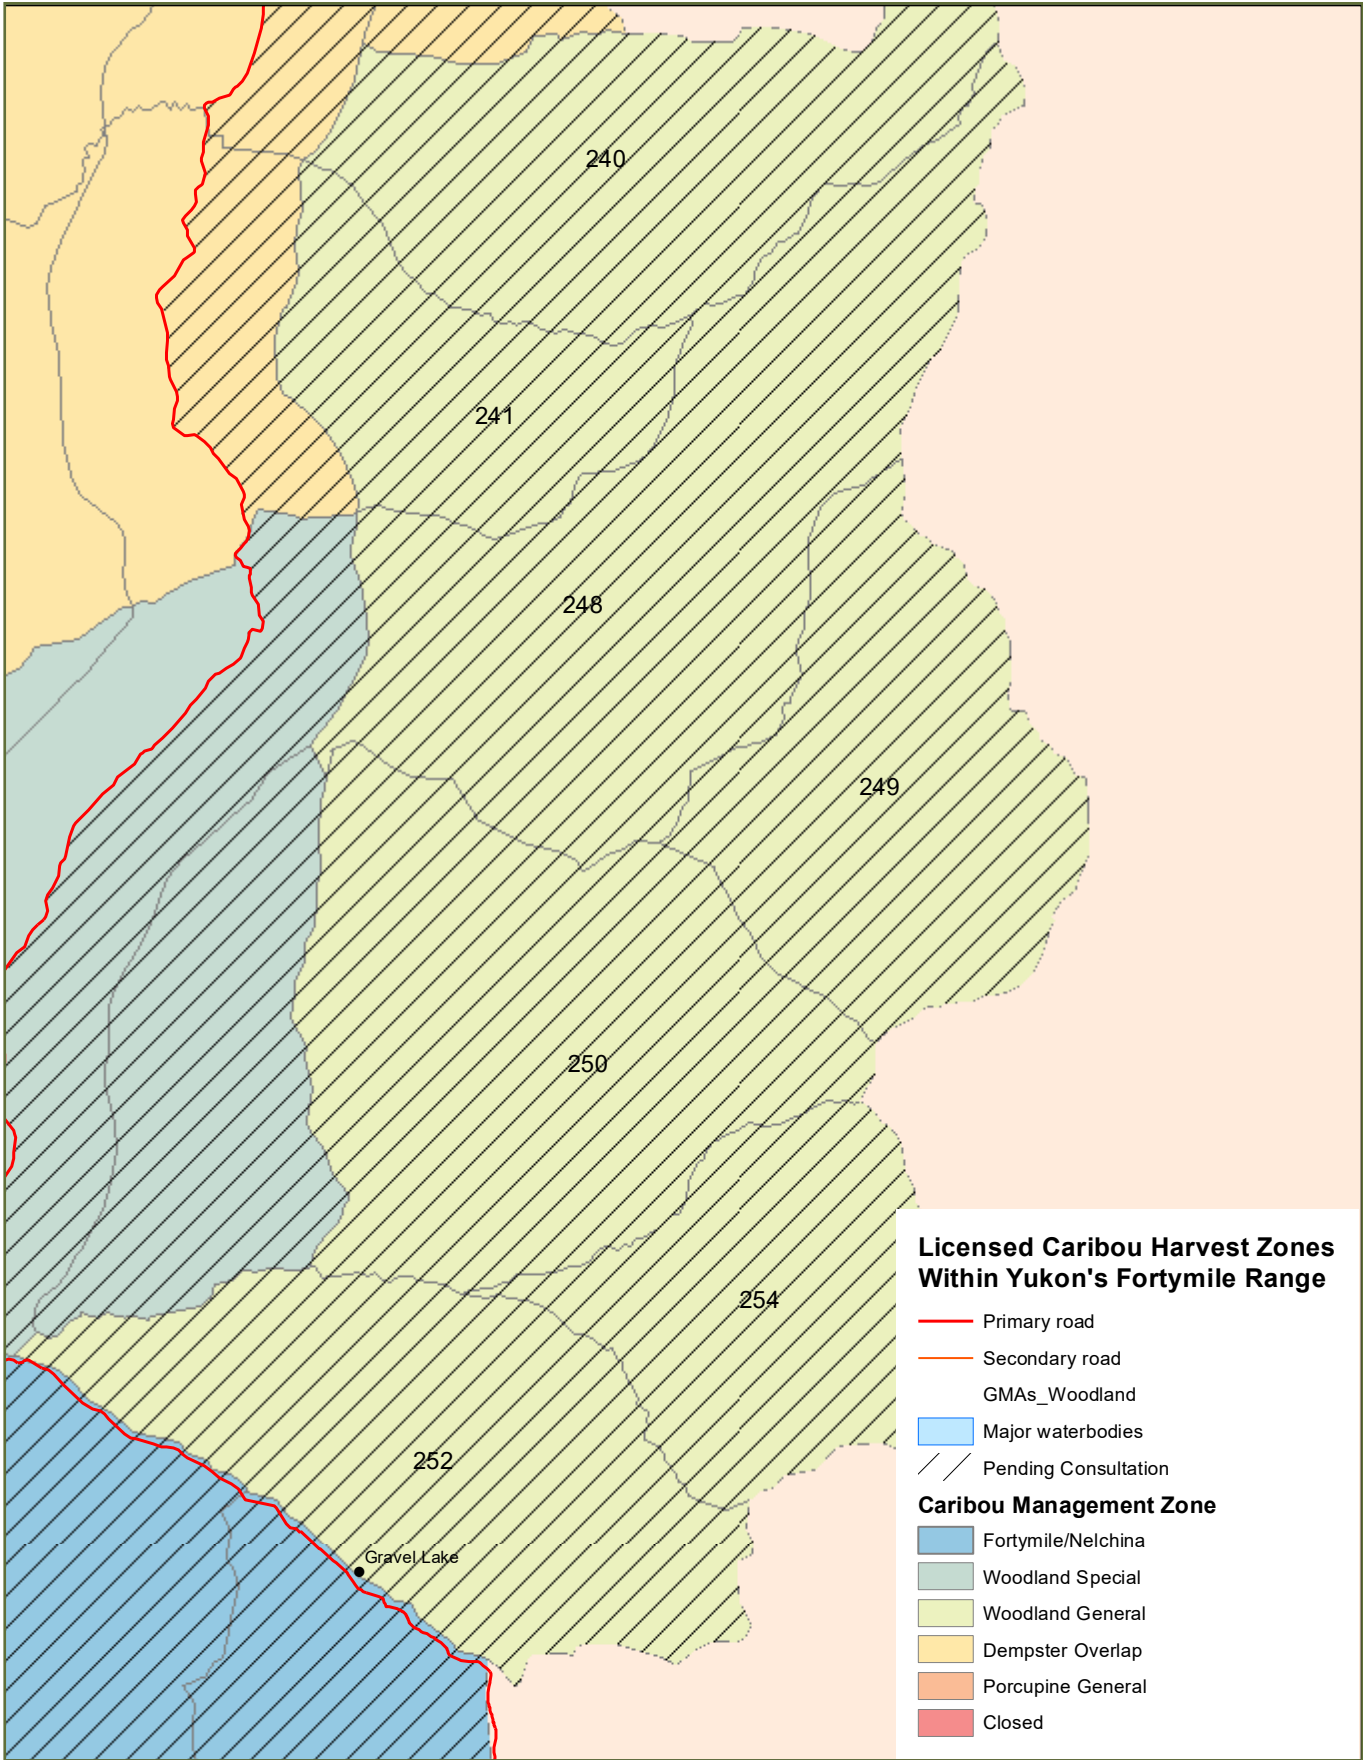 240
241
248
249
250
254
252
Gravel Lake
Licensed Caribou Harvest Zones
Within Yukon's Fortymile Range
Primary road
Secondary road
GMAs_Woodland
Major waterbodies
Pending Consultation
Caribou Management Zone
Fortymile/Nelchina
Woodland Special
Woodland General
Dempster Overlap
Porcupine General
Closed